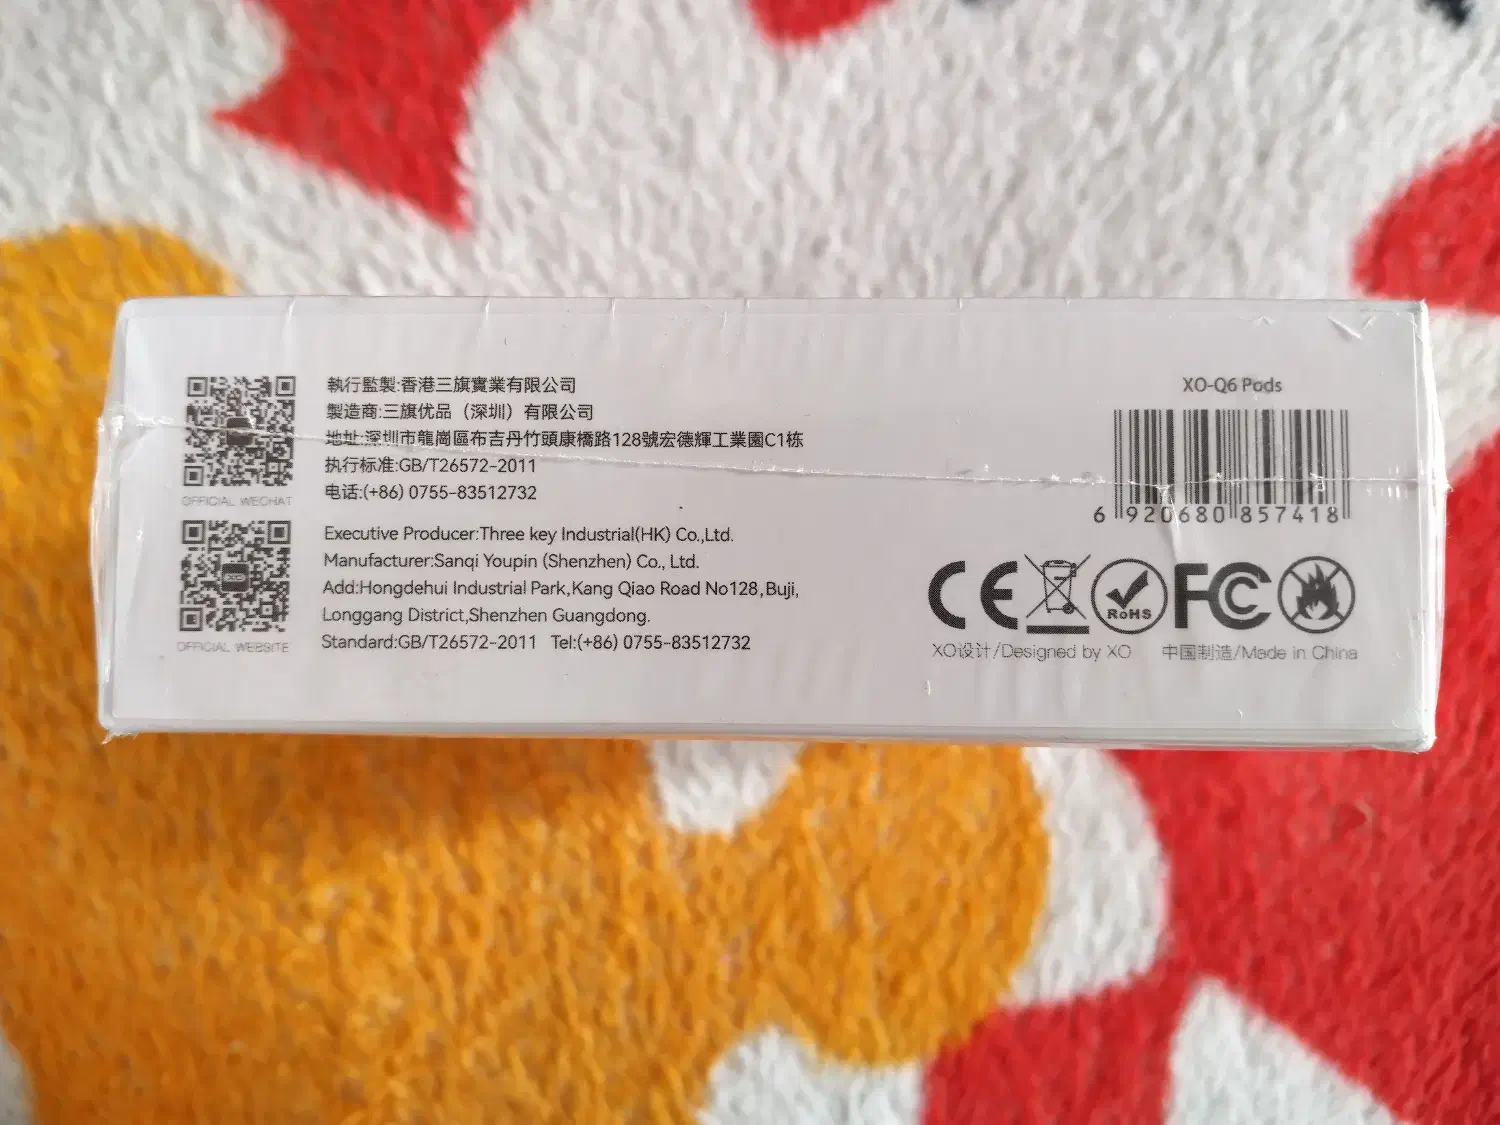 執行監製:香港三旗實業有限公司
製造商:三旗优品（深圳）有限公司
地址:深圳市龍崗區布吉丹竹頭康橋路128號宏德輝工業園C1栋
执行标准:GB/T26572-2011
电话:(+86) 0755-83512732
OFFICIAL WECHAT
Executive Producer:Three key Industrial(HK) Co.,Ltd.
Manufacturer:Sanqi Youpin (Shenzhen) Co., Ltd.
Add:Hongdehui Industrial Park,Kang Qiao Road No128,Buji,
Longgang District,Shenzhen Guangdong.
Standard:GB/T26572-2011 Tel:(+86) 0755-83512732
OFFICIAL WEBSITE
XO-Q6 Pods
6 920680 857418
CE RoHS FC
XO设计/Designed by XO 中国制造/Made in China